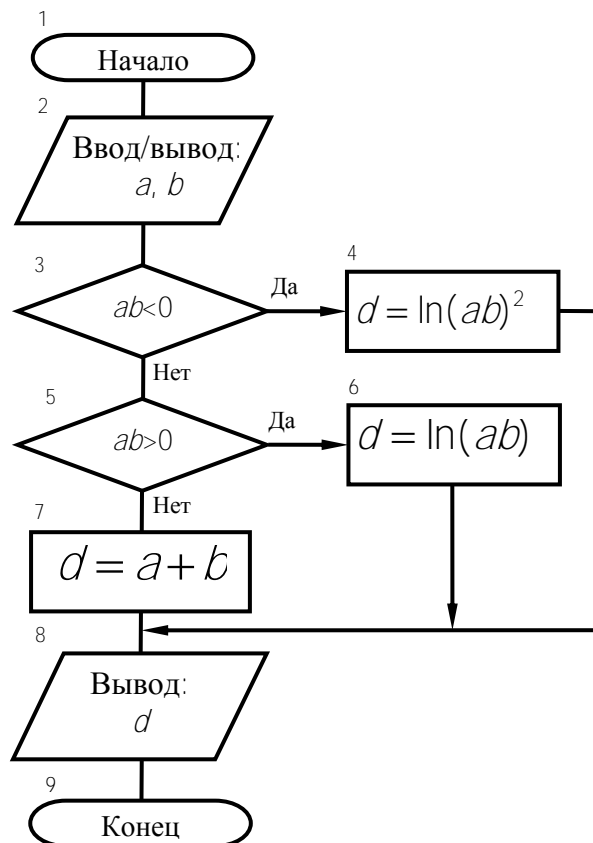 1
Начало
2
Ввод/вывод:
a, b
3
ab<0
Да
4
d = ln(ab)²
Нет
5
ab>0
Да
6
d = ln(ab)
Нет
7
d = a + b
8
Вывод:
d
9
Конец